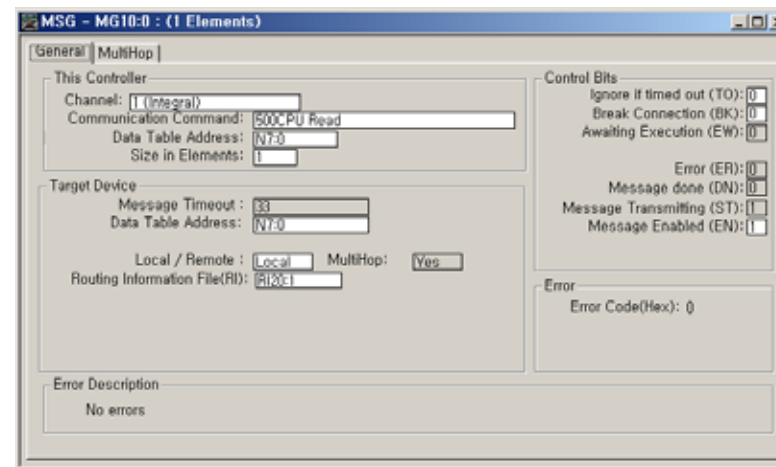 MSG - MG10:0 : (1 Elements)
General MultiHop
This Controller
Channel: 1 (Integral)
Communication Command: 500CPU Read
Data Table Address: N7:0
Size in Elements: 1
Target Device
Message Timeout : 33
Data Table Address: N7:0
Local / Remote : Local MultiHop: Yes
Routing Information File(RI):
Control Bits
Ignore if timed out (TO): 0
Break Connection (BK): 0
Awaiting Execution (EW): 0
Error (ER): 0
Message done (DN): 0
Message Transmitting (ST): 1
Message Enabled (EN): 1
Error
Error Code(Hex): 0
Error Description
No errors